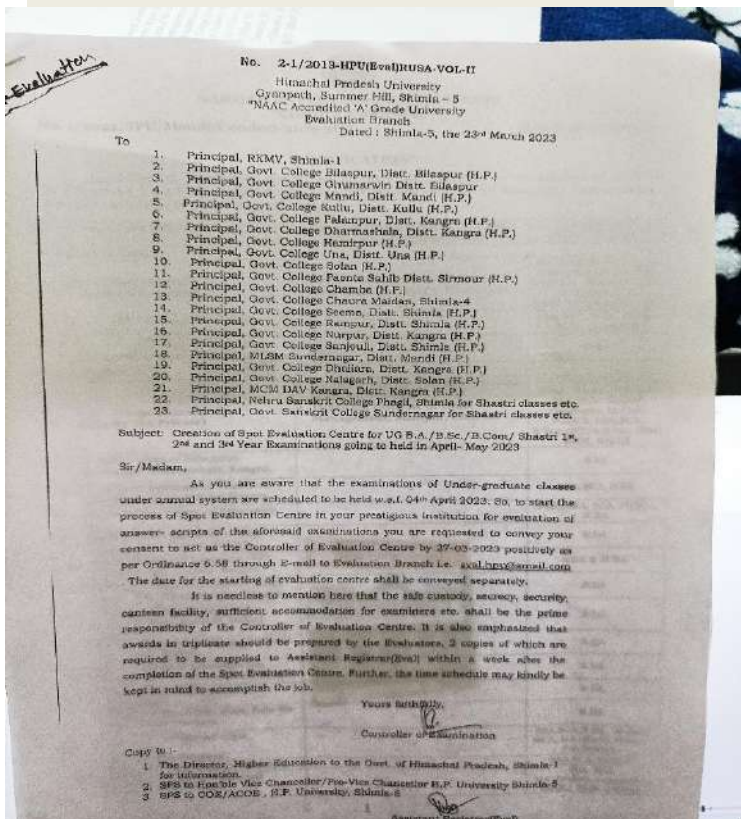 Evaluation
No. 2-1/2013-HPU(Eval)RUSA-VOL-II
Himachal Pradesh University
Gyanpath, Summer Hill, Shimla – 5
"NAAC Accredited 'A' Grade University
Evaluation Branch
Dated : Shimla-5, the 23rd March 2023
To
1. Principal, RKMV, Shimla-1
2. Principal, Govt. College Bilaspur, Distt. Bilaspur (H.P.)
3. Principal, Govt. College Ghumarwin Distt. Bilaspur
4. Principal, Govt. College Mandi, Distt. Mandi (H.P.)
5. Principal, Govt. College Kullu, Distt. Kullu (H.P.)
6. Principal, Govt. College Palampur, Distt. Kangra (H.P.)
7. Principal, Govt. College Dharmashala, Distt. Kangra (H.P.)
8. Principal, Govt. College Hamirpur (H.P.)
9. Principal, Govt. College Una, Distt. Una (H.P.)
10. Principal, Govt. College Solan (H.P.)
11. Principal, Govt. College Paonta Sahib Distt. Sirmour (H.P.)
12. Principal, Govt. College Chamba (H.P.)
13. Principal, Govt. College Chaura Maidan, Shimla-4
14. Principal, Govt. College Seema, Distt. Shimla (H.P.)
15. Principal, Govt. College Rampur, Distt. Shimla (H.P.)
16. Principal, Govt. College Nurpur, Distt. Kangra (H.P.)
17. Principal, Govt. College Sanjouli, Distt. Shimla (H.P.)
18. Principal, MLSM Sundernagar, Distt. Mandi (H.P.)
19. Principal, Govt. College Dhaliara, Distt. Kangra (H.P.)
20. Principal, Govt. College Nalagarh, Distt. Solan (H.P.)
21. Principal, MCM DAV Kangra, Distt. Kangra (H.P.)
22. Principal, Nehru Sanskrit College Phagli, Shimla for Shastri classes etc.
23. Principal, Govt. Sanskrit College Sundernagar for Shastri classes etc.
Subject: Creation of Spot Evaluation Centre for UG B.A./B.Sc./B.Com/ Shastri 1st,
2nd and 3rd Year Examinations going to held in April- May 2023
Sir/Madam,
As you are aware that the examinations of Under-graduate classes
under annual system are scheduled to be held w.e.f. 04th April 2023. So, to start the
process of Spot Evaluation Centre in your prestigious institution for evaluation of
answer- scripts of the aforesaid examinations you are requested to convey your
consent to act as the Controller of Evaluation Centre by 27-03-2023 positively as
per Ordinance 6.58 through E-mail to Evaluation Branch i.e. eval.hpu@gmail.com
The date for the starting of evaluation centre shall be conveyed separately.
It is needless to mention here that the safe custody, secrecy, security,
canteen facility, sufficient accommodation for examiners etc. shall be the prime
responsibility of the Controller of Evaluation Centre. It is also emphasized that
awards in triplicate should be prepared by the Evaluators, 2 copies of which are
required to be supplied to Assistant Registrar(Eval) within a week after the
completion of the Spot Evaluation Centre. Further, the time schedule may kindly be
kept in mind to accomplish the job.
Yours faithfully,
Controller of Examination
Copy to :-
1 The Director, Higher Education to the Govt. of Himachal Pradesh, Shimla-1
for information.
2. SPS to Hon'ble Vice Chancellor/Pro-Vice Chancellor H.P. University Shimla-5
3 SPS to COE/ACOE , H.P. University, Shimla-5
1
Assistant Registrar(Eval)